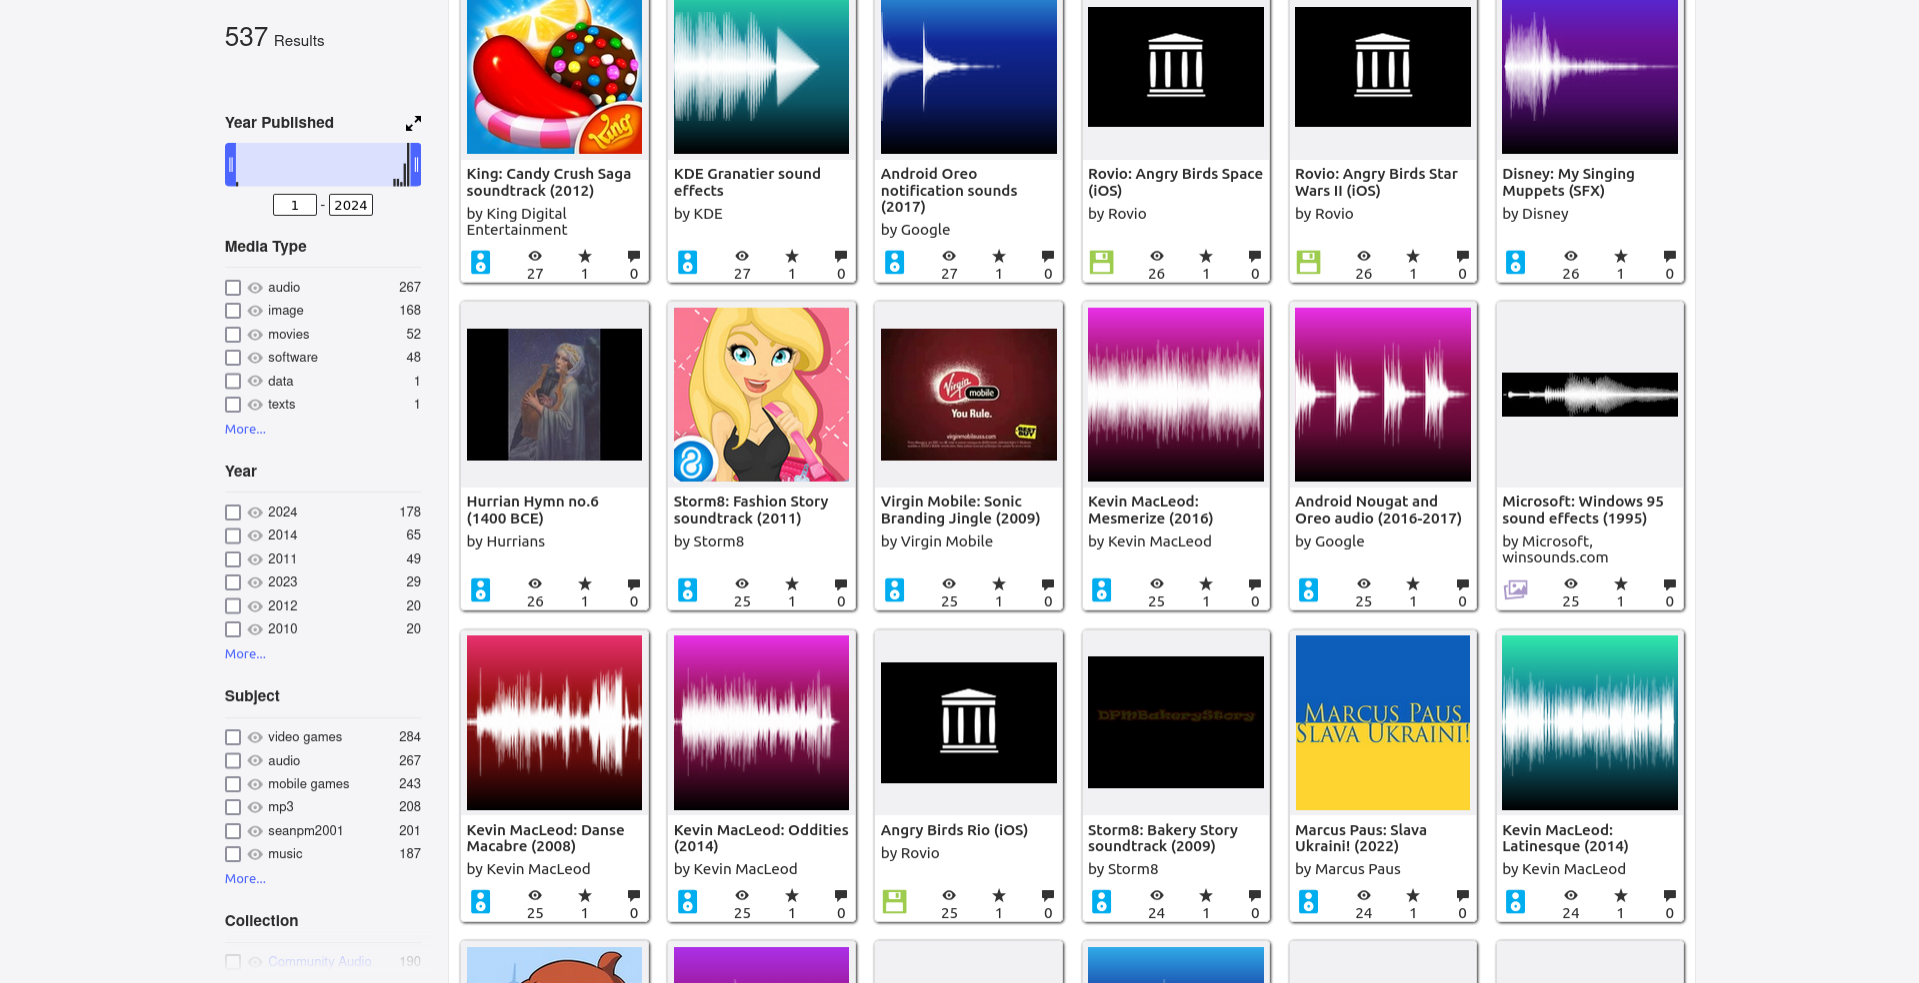 537 Results
Year Published
1 - 2024
Media Type
audio 267
image 168
movies 52
software 48
data 1
texts 1
More...
Year
2024 178
2014 65
2011 49
2023 29
2012 20
2010 20
More...
Subject
video games 284
audio 267
mobile games 243
mp3 208
seanpm2001 201
music 187
More...
Collection
Community Audio 190
King
King: Candy Crush Saga
soundtrack (2012)
by King Digital
Entertainment
27 1 0
KDE Granatier sound
effects
by KDE
27 1 0
Android Oreo
notification sounds
(2017)
by Google
27 1 0
Rovio: Angry Birds Space
(iOS)
by Rovio
26 1 0
Rovio: Angry Birds Star
Wars II (iOS)
by Rovio
26 1 0
Disney: My Singing
Muppets (SFX)
by Disney
26 1 0
Hurrian Hymn no.6
(1400 BCE)
by Hurrians
26 1 0
Storm8: Fashion Story
soundtrack (2011)
by Storm8
25 1 0
Virgin
mobile
You Rule.
virginmobileusa.com
BEST BUY
Virgin Mobile: Sonic
Branding Jingle (2009)
by Virgin Mobile
25 1 0
Kevin MacLeod:
Mesmerize (2016)
by Kevin MacLeod
25 1 0
Android Nougat and
Oreo audio (2016-2017)
by Google
25 1 0
Microsoft: Windows 95
sound effects (1995)
by Microsoft,
winsounds.com
25 1 0
Kevin MacLeod: Danse
Macabre (2008)
by Kevin MacLeod
25 1 0
Kevin MacLeod: Oddities
(2014)
by Kevin MacLeod
25 1 0
Angry Birds Rio (iOS)
by Rovio
25 1 0
DPMBakeryStory
Storm8: Bakery Story
soundtrack (2009)
by Storm8
24 1 0
MARCUS PAUS
SLAVA UKRAINI!
Marcus Paus: Slava
Ukraini! (2022)
by Marcus Paus
24 1 0
Kevin MacLeod:
Latinesque (2014)
by Kevin MacLeod
24 1 0